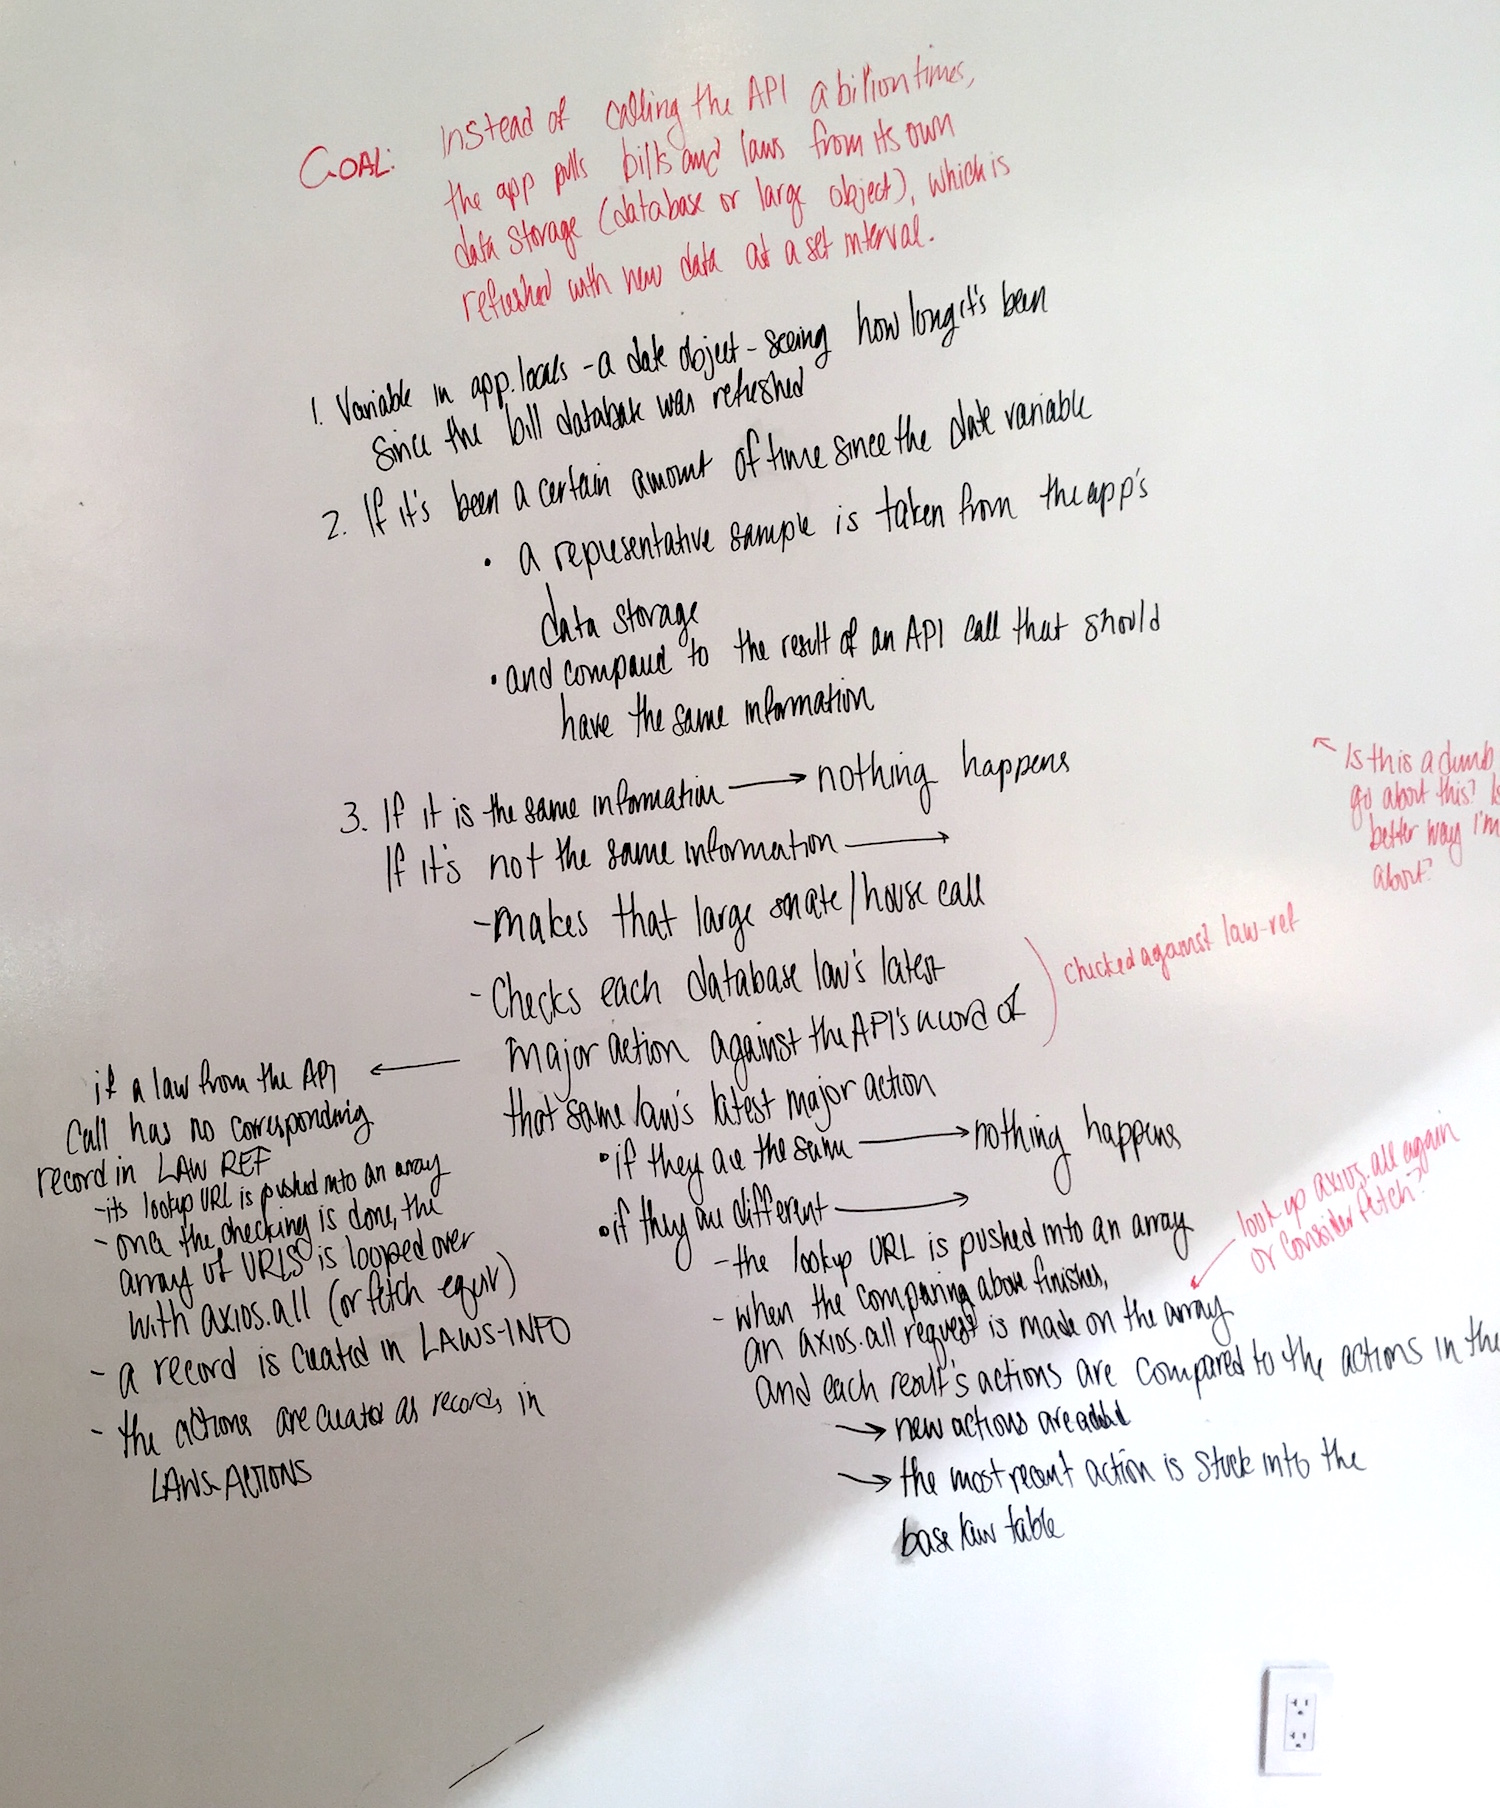 GOAL: Instead of calling the API a billion times,
the app pulls bills and laws from its own
data storage (database or large object), which is
refreshed with new data at a set interval.
1. Variable in app.locals - a date object - seeing how long it's been
since the bill database was refreshed
2. If it's been a certain amount of time since the date variable
• a representative sample is taken from the app's
data storage
• and compared to the result of an API call that should
have the same information
3. If it is the same information → nothing happens
If it's not the same information →
- makes that large senate/house call
- Checks each database law's latest
major action against the API's record of
that same law's latest major action
• if they are the same → nothing happens
• if they are different →
- the lookup URL is pushed into an array
- when the comparing above finishes,
an axios.all request is made on the array
and each result's actions are compared to the actions in the
→ new actions are added
→ the most recent action is stuck into the
base law table
checked against law-ref
↖ Is this a dumb
go about this? Is
better way I'm
about?
look up axios.all again
or consider fetch?
← if a law from the API
call has no corresponding
record in LAW REF
- its lookup URL is pushed into an array
- once the checking is done, the
array of URLS is looped over
with axios.all (or fetch equiv)
- a record is created in LAWS-INFO
- the actions are created as records in
LAWS-ACTIONS